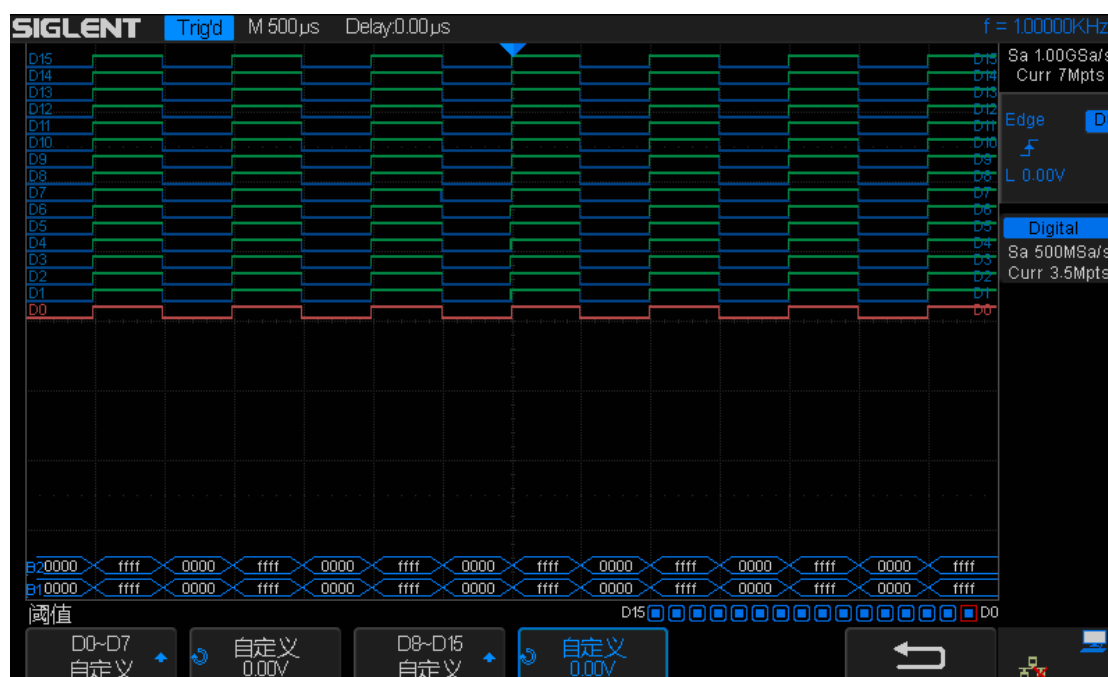 SIGLENT Trig'd M 500µs Delay:0.00µs f = 1.00000KHz
Sa 1.00GSa/s
Curr 7Mpts
Edge D
L 0.00V
Digital
Sa 500MSa/s
Curr 3.5Mpts
D15 D15
D14 D14
D13 D13
D12 D12
D11 D11
D10 D10
D9 D9
D8 D8
D7 D7
D6 D6
D5 D5
D4 D4
D3 D3
D2 D2
D1 D1
D0 D0
B2 0000 ffff 0000 ffff 0000 ffff 0000 ffff 0000 ffff 0000 ffff 0000 ffff
B1 0000 ffff 0000 ffff 0000 ffff 0000 ffff 0000 ffff 0000 ffff 0000 ffff
阈值 D15 D0
D0~D7 自定义 D8~D15 自定义
自定义 0.00V 自定义 0.00V